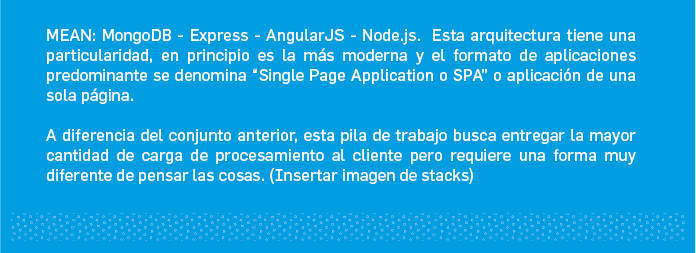 MEAN: MongoDB - Express - AngularJS - Node.js. Esta arquitectura tiene una
particularidad, en principio es la más moderna y el formato de aplicaciones
predominante se denomina “Single Page Application o SPA” o aplicación de una
sola página.
A diferencia del conjunto anterior, esta pila de trabajo busca entregar la mayor
cantidad de carga de procesamiento al cliente pero requiere una forma muy
diferente de pensar las cosas. (Insertar imagen de stacks)